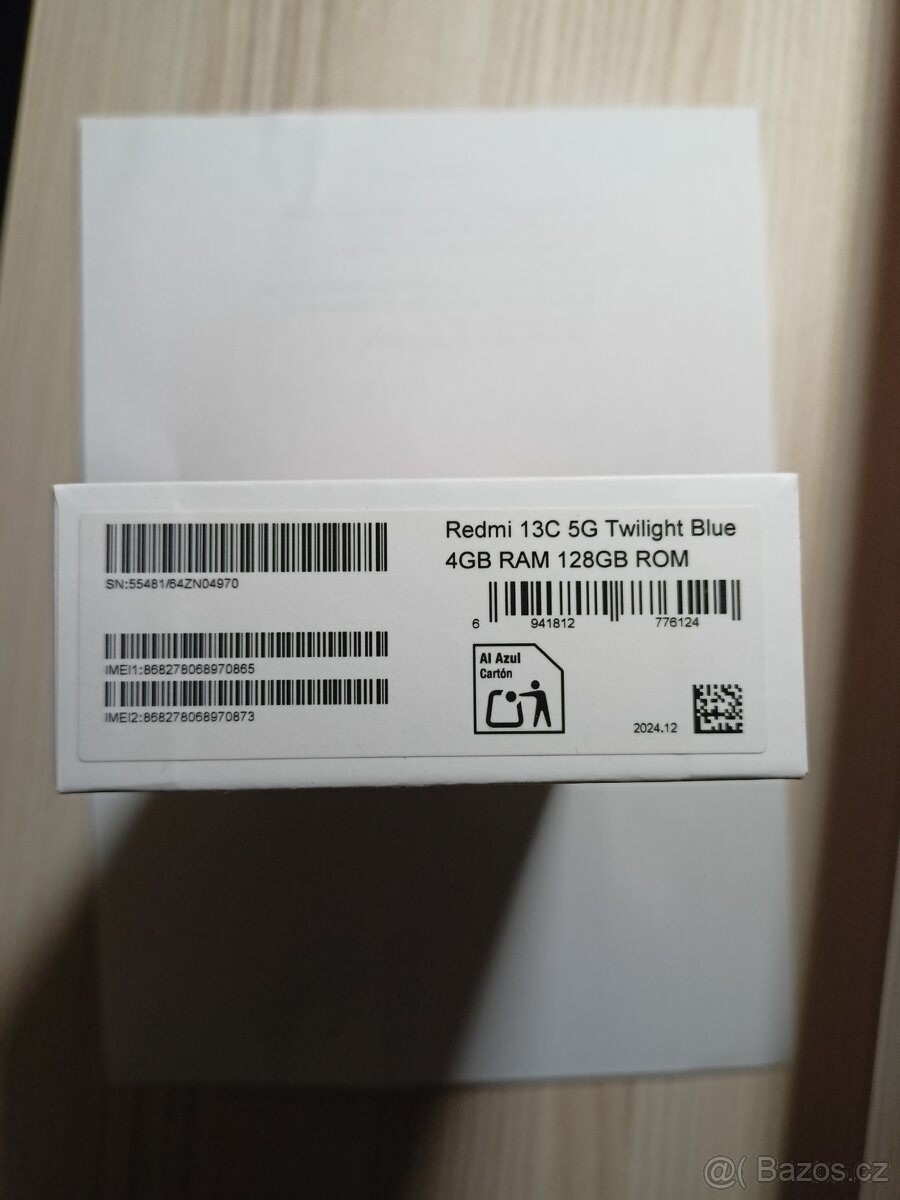 SN:55481/64ZN04970
IMEI1:868278068970865
IMEI2:868278068970873
Redmi 13C 5G Twilight Blue
4GB RAM 128GB ROM
6 941812 776124
Al Azul
Cartón
2024.12
@( Bazos.cz